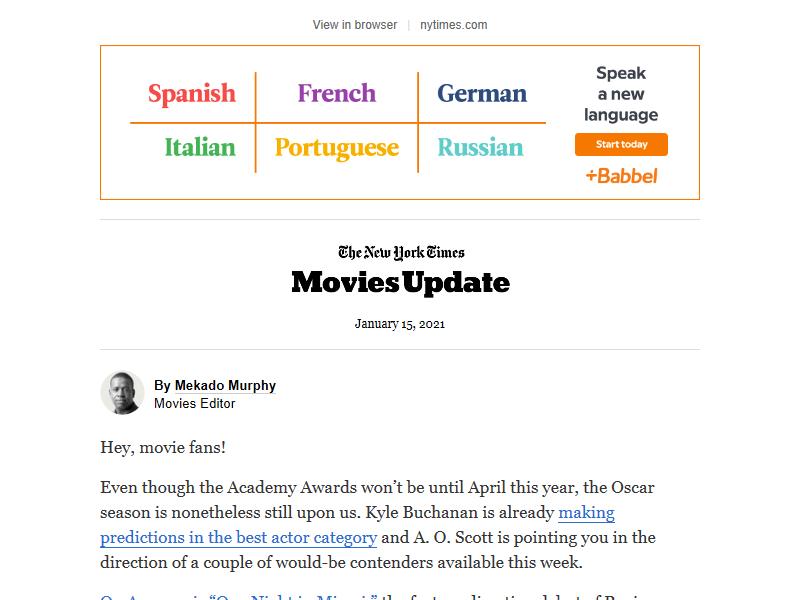 View in browser | nytimes.com
Spanish French German
Italian Portuguese Russian
Speak
a new
language
Start today
+Babbel
The New York Times
Movies Update
January 15, 2021
By Mekado Murphy
Movies Editor
Hey, movie fans!
Even though the Academy Awards won’t be until April this year, the Oscar
season is nonetheless still upon us. Kyle Buchanan is already making
predictions in the best actor category and A. O. Scott is pointing you in the
direction of a couple of would-be contenders available this week.